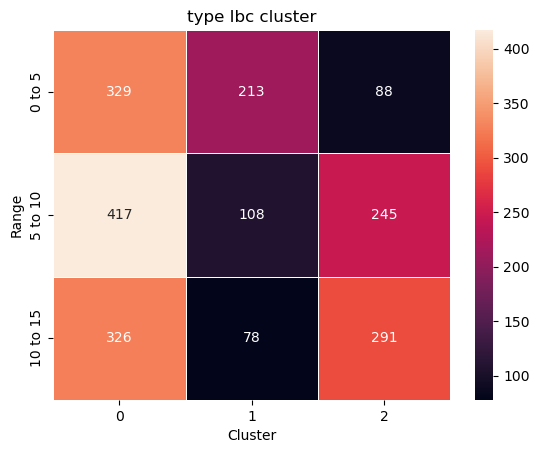 type Ibc cluster
0 to 5
329 213 88
5 to 10
417 108 245
10 to 15
326 78 291
Range
0 1 2
Cluster
400
350
300
250
200
150
100